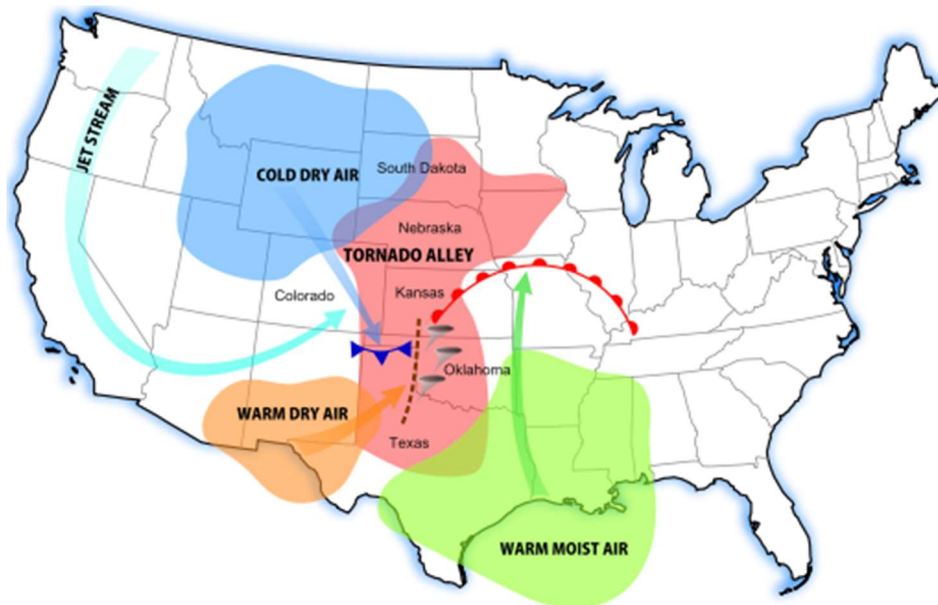 JET STREAM
COLD DRY AIR
South Dakota
Nebraska
TORNADO ALLEY
Colorado
Kansas
Oklahoma
WARM DRY AIR
Texas
WARM MOIST AIR